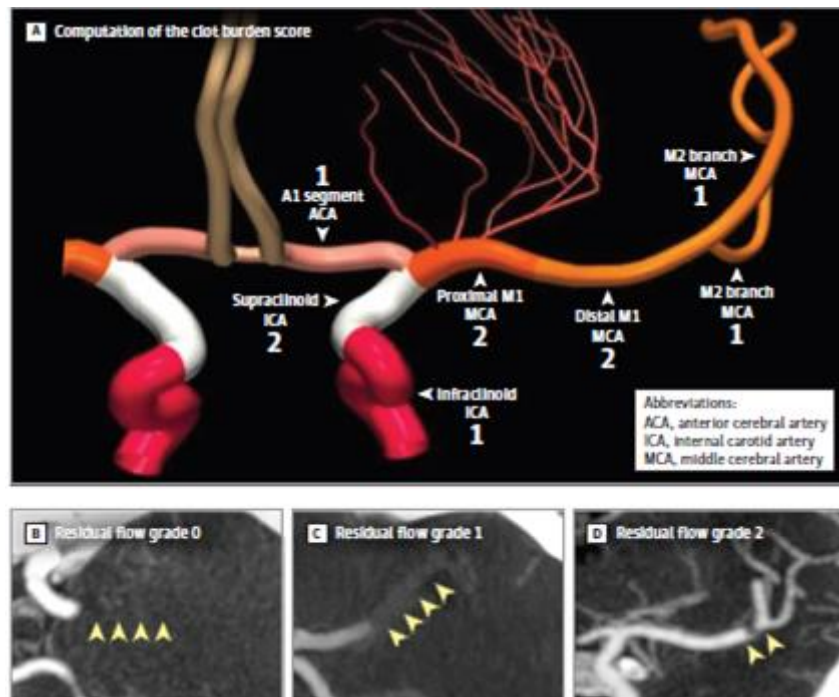 A Computation of the clot burden score
M2 branch
MCA
1
1
A1 segment
ACA
Supraclinoid
ICA
2
Proximal M1
MCA
2
Distal M1
MCA
2
M2 branch
MCA
1
Infraclinoid
ICA
1
Abbreviations:
ACA, anterior cerebral artery
ICA, internal carotid artery
MCA, middle cerebral artery
B Residual flow grade 0
C Residual flow grade 1
D Residual flow grade 2